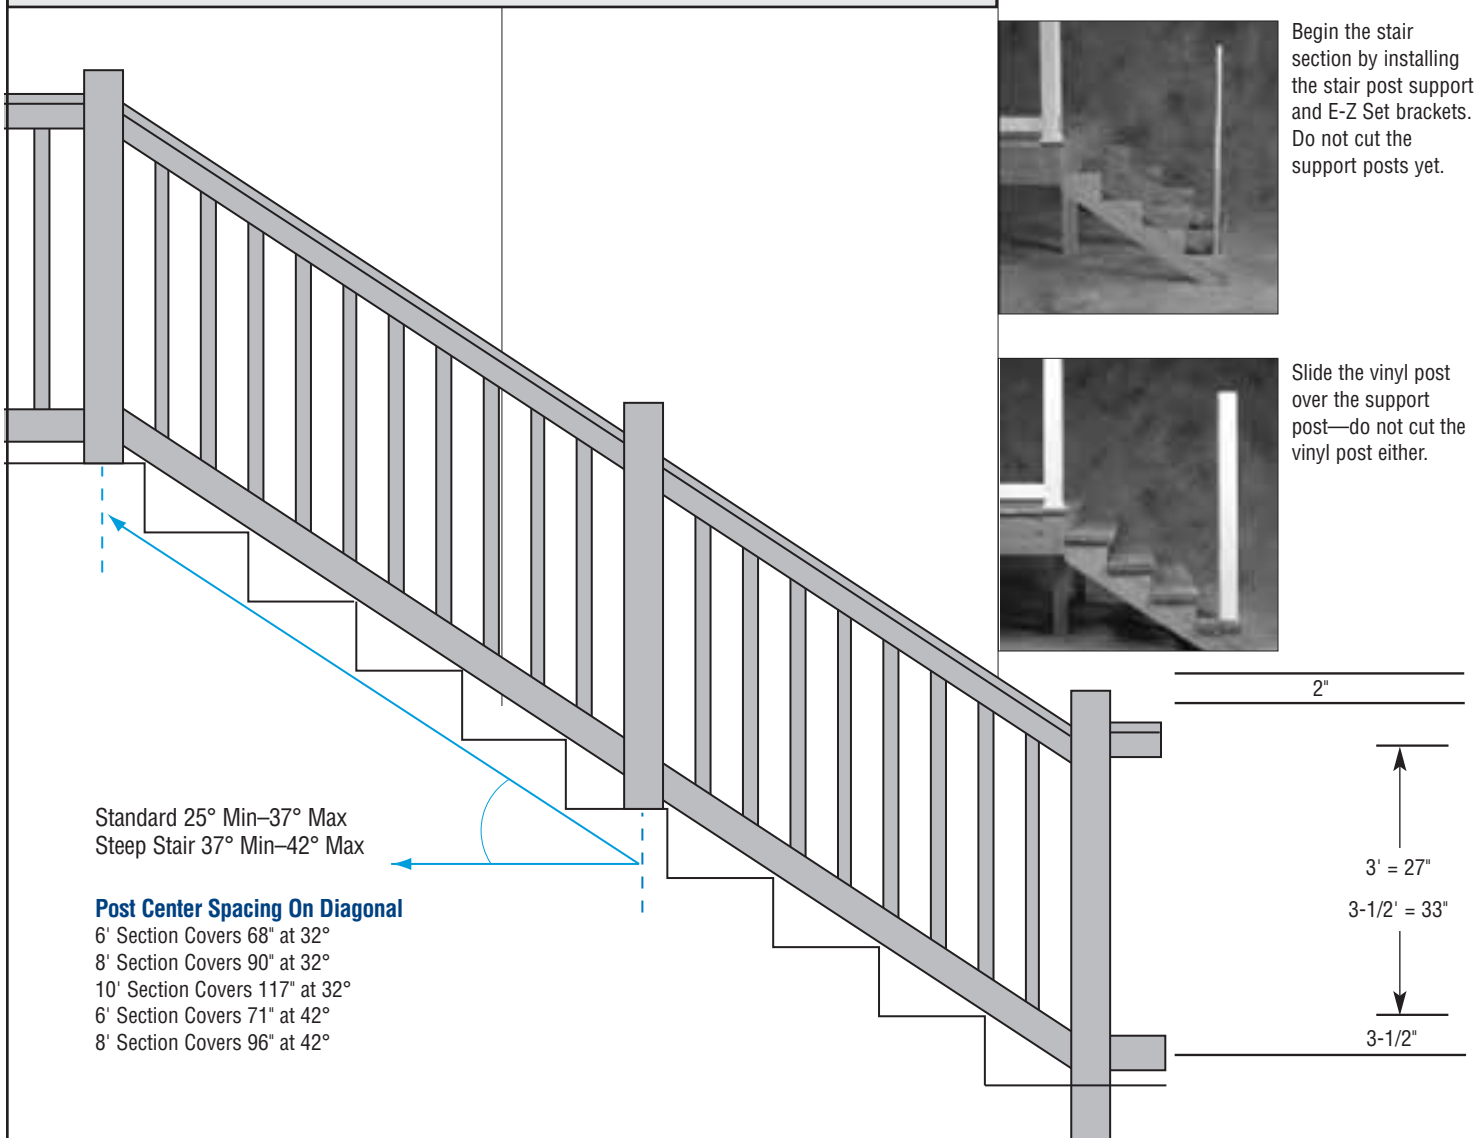 Begin the stair
section by installing
the stair post support
and E-Z Set brackets.
Do not cut the
support posts yet.
Slide the vinyl post
over the support
post—do not cut the
vinyl post either.
2"
3' = 27"
3-1/2' = 33"
3-1/2"
Standard 25° Min–37° Max
Steep Stair 37° Min–42° Max
Post Center Spacing On Diagonal
6' Section Covers 68" at 32°
8' Section Covers 90" at 32°
10' Section Covers 117" at 32°
6' Section Covers 71" at 42°
8' Section Covers 96" at 42°